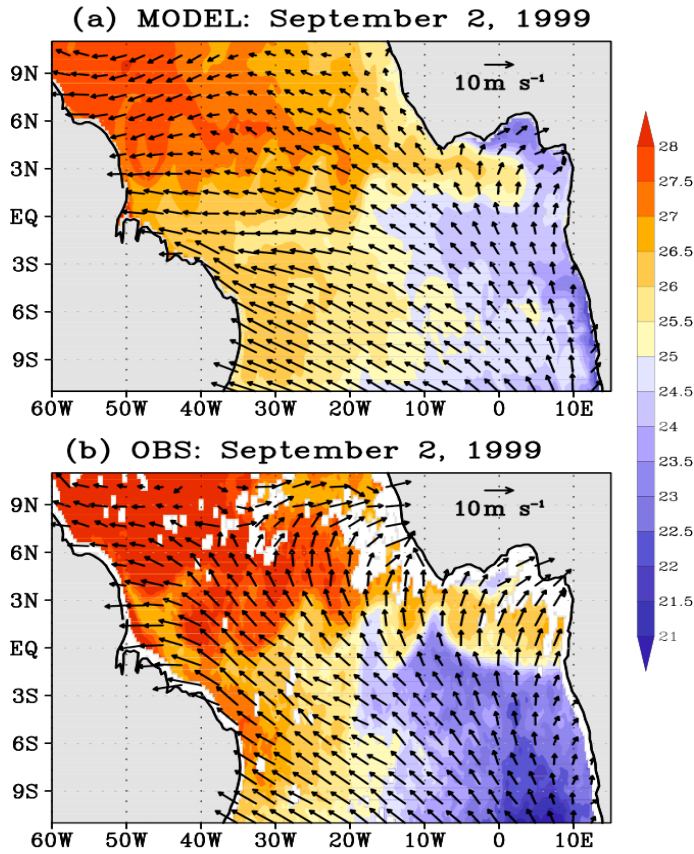 (a) MODEL: September 2, 1999
9N
6N
3N
EQ
3S
6S
9S
10m s⁻¹
60W 50W 40W 30W 20W 10W 0 10E
(b) OBS: September 2, 1999
9N
6N
3N
EQ
3S
6S
9S
10m s⁻¹
60W 50W 40W 30W 20W 10W 0 10E
28
27.5
27
26.5
26
25.5
25
24.5
24
23.5
23
22.5
22
21.5
21